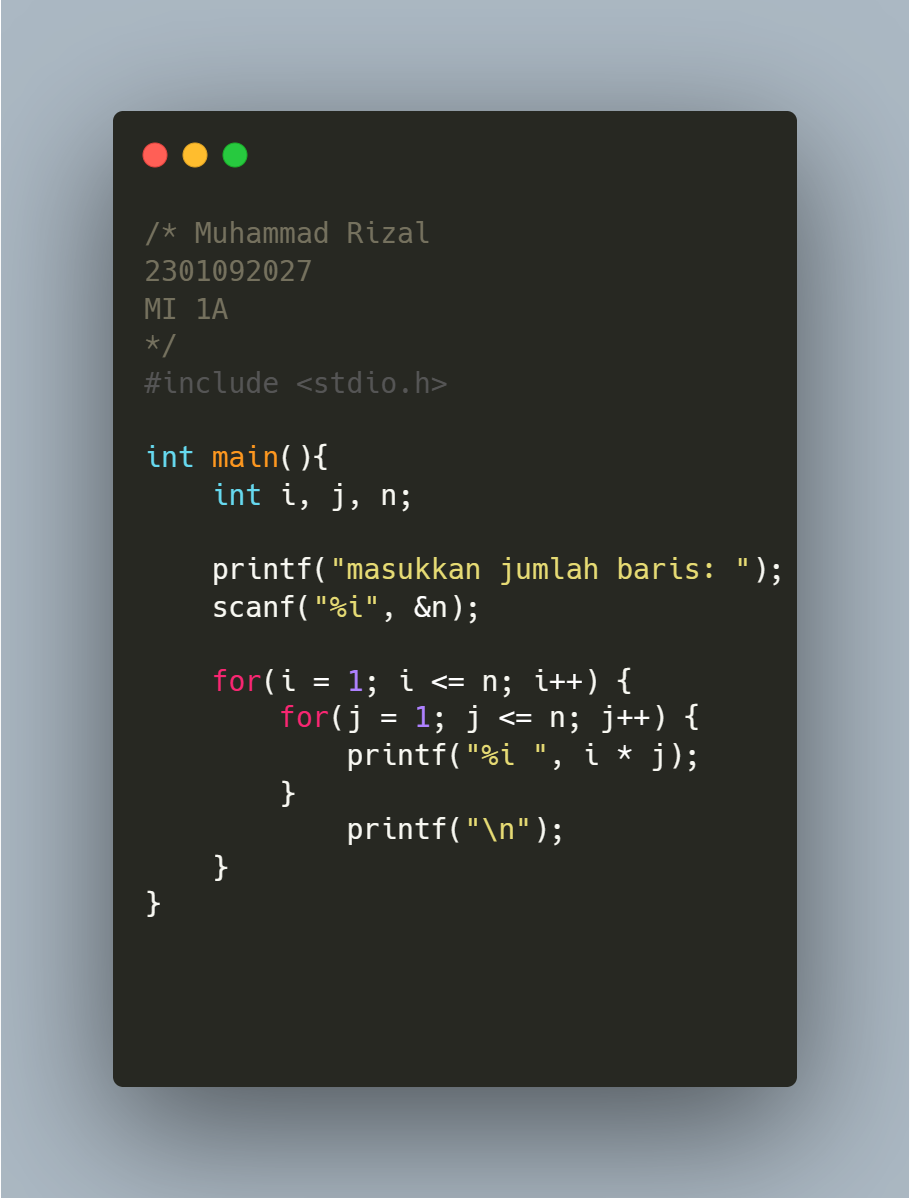 /* Muhammad Rizal
2301092027
MI 1A
*/
#include <stdio.h>

int main(){
    int i, j, n;

    printf("masukkan jumlah baris: ");
    scanf("%i", &n);

    for(i = 1; i <= n; i++) {
        for(j = 1; j <= n; j++) {
            printf("%i ", i * j);
        }
            printf("\n");
    }
}